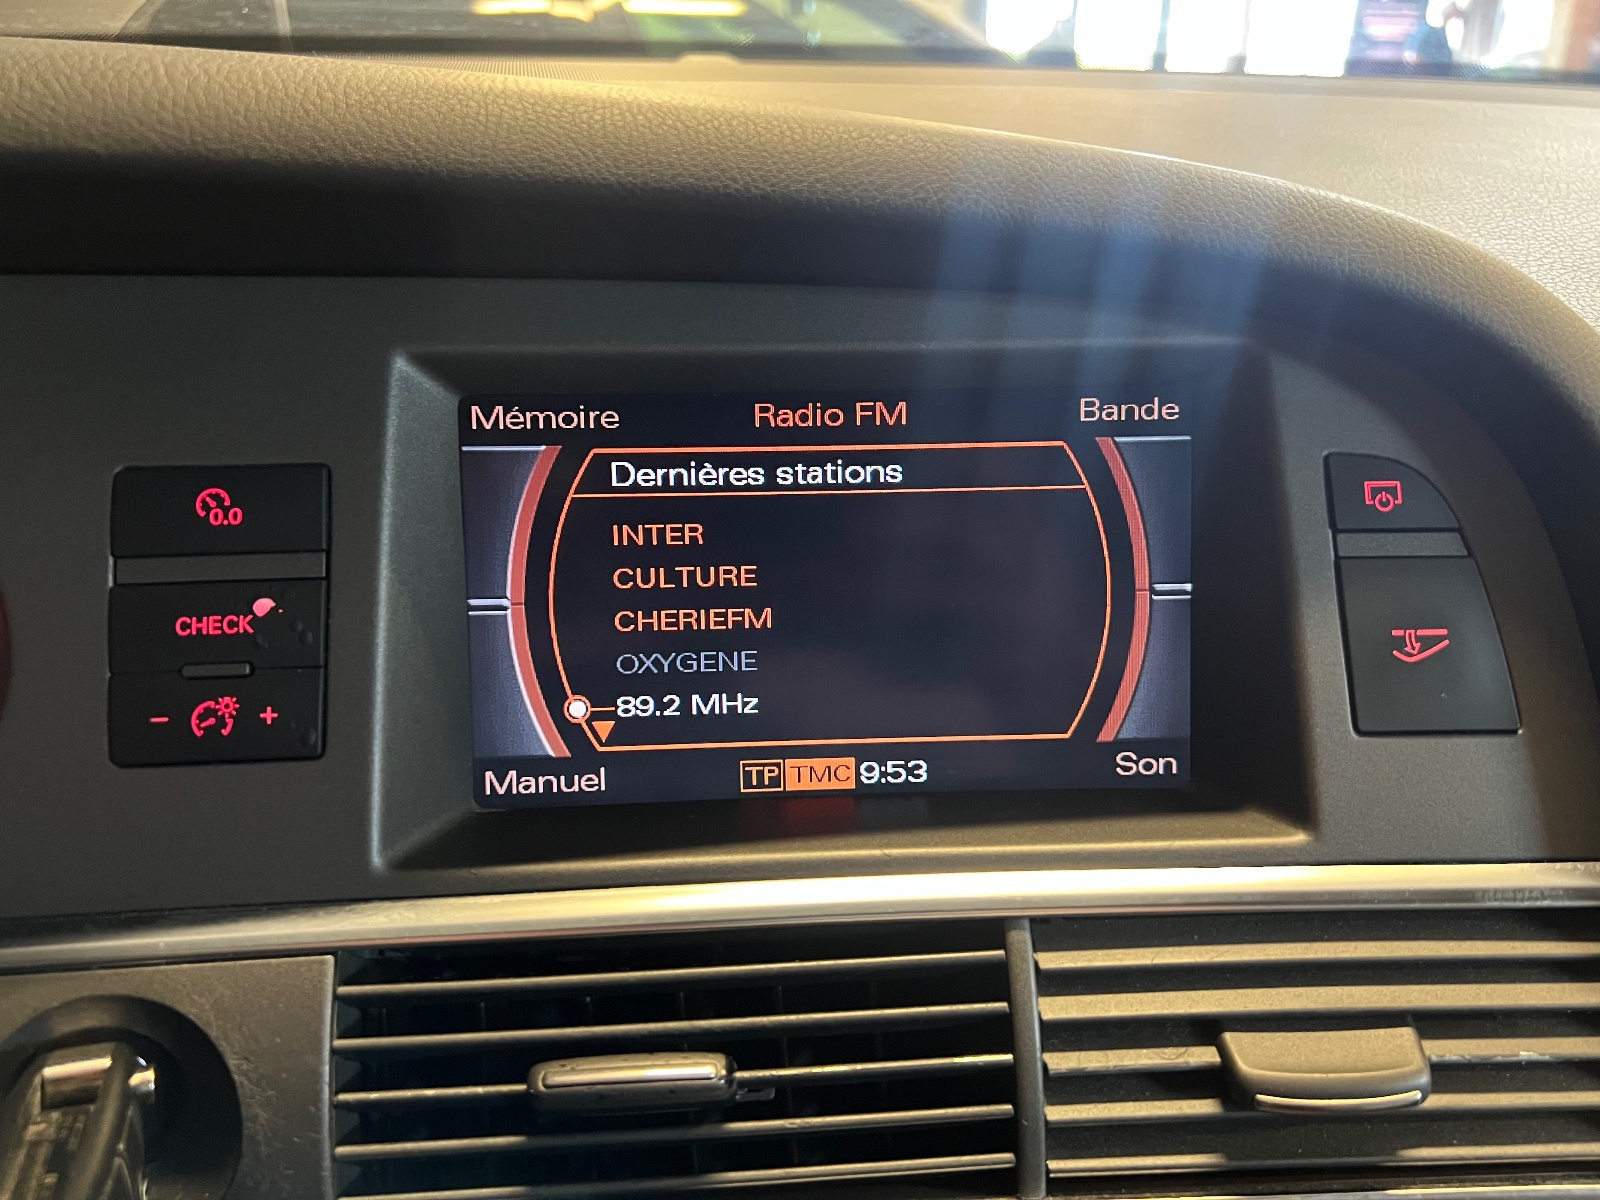 Mémoire
Radio FM
Bande
Dernières stations
INTER
CULTURE
CHERIEFM
OXYGENE
89.2 MHz
Manuel
TP TMC 9:53
Son
0.0
CHECK
- +